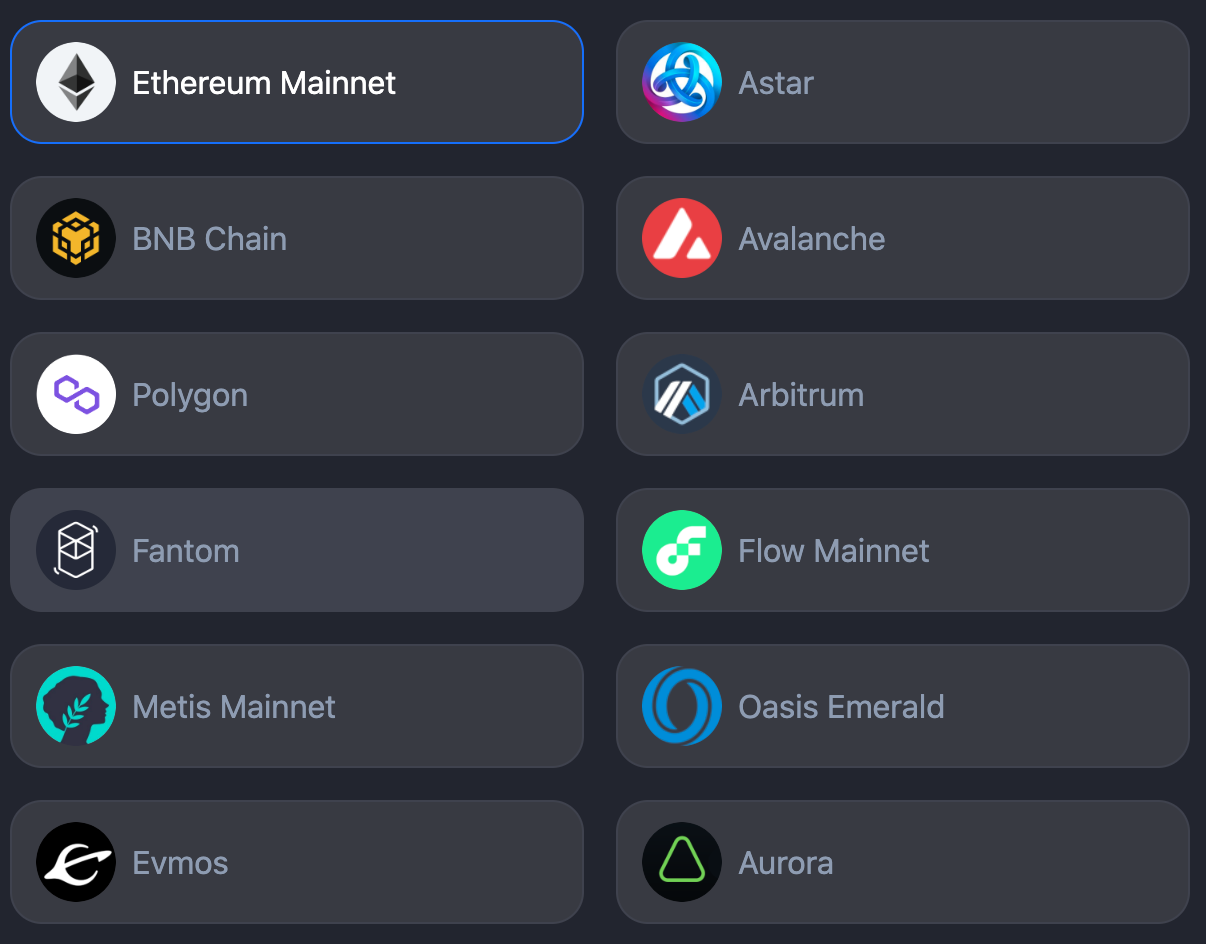 Ethereum Mainnet
Astar
BNB Chain
Avalanche
Polygon
Arbitrum
Fantom
Flow Mainnet
Metis Mainnet
Oasis Emerald
Evmos
Aurora